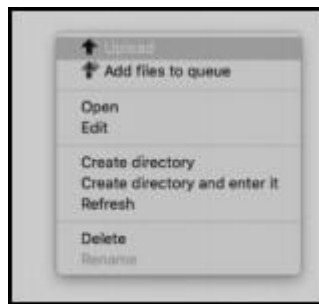 Upload
Add files to queue
Open
Edit
Create directory
Create directory and enter it
Refresh
Delete
Rename